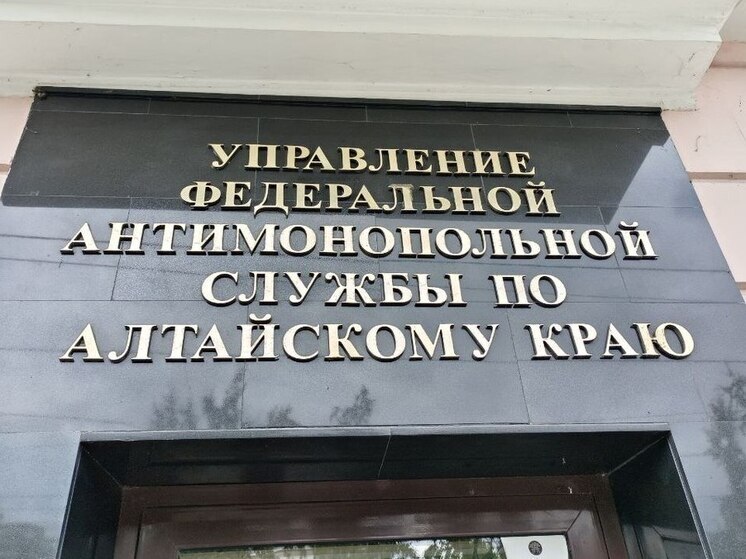 УПРАВЛЕНИЕ
ФЕДЕРАЛЬНОЙ
АНТИМОНОПОЛЬНОЙ
СЛУЖБЫ ПО
АЛТАЙСКОМУ КРАЮ